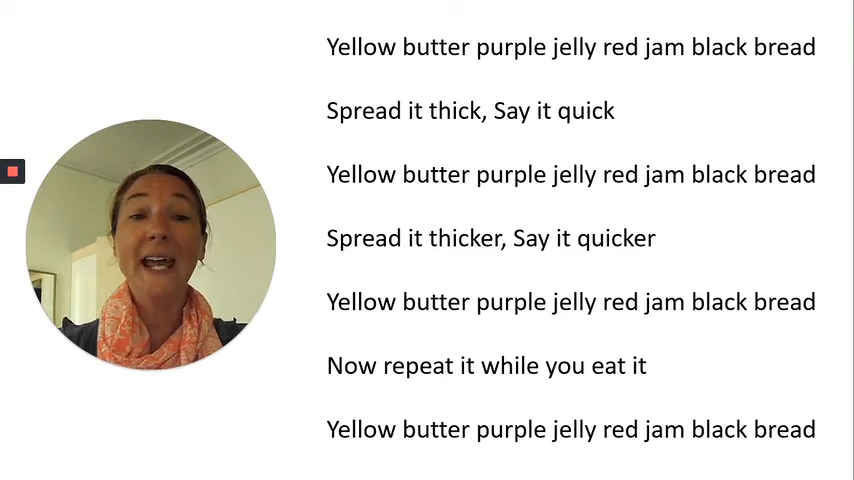 Yellow butter purple jelly red jam black bread
Spread it thick, Say it quick
Yellow butter purple jelly red jam black bread
Spread it thicker, Say it quicker
Yellow butter purple jelly red jam black bread
Now repeat it while you eat it
Yellow butter purple jelly red jam black bread